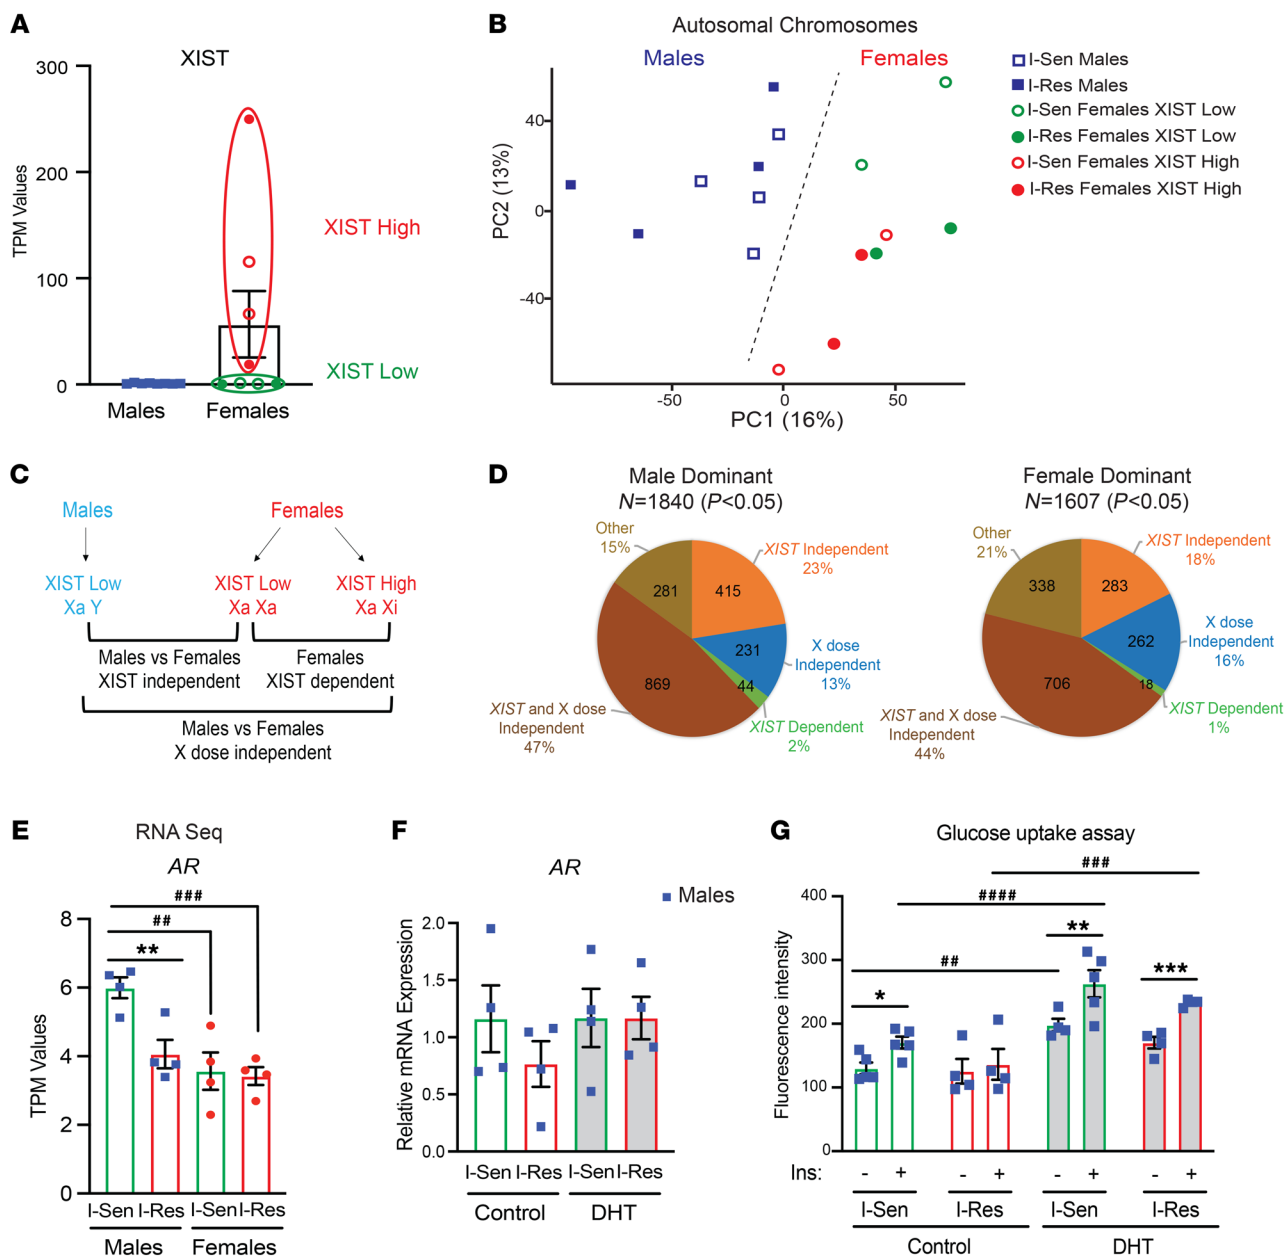 A
XIST
300
200
100
0
TPM Values
XIST High
XIST Low
Males
Females
B
Autosomal Chromosomes
Males
Females
40
0
-40
PC2 (13%)
-50
0
50
PC1 (16%)
I-Sen Males
I-Res Males
I-Sen Females XIST Low
I-Res Females XIST Low
I-Sen Females XIST High
I-Res Females XIST High
C
Males
Females
XIST Low
Xa Y
XIST Low
Xa Xa
XIST High
Xa Xi
Males vs Females
XIST independent
Females
XIST dependent
Males vs Females
X dose independent
D
Male Dominant
N=1840 (P<0.05)
Other
15%
281
415
XIST Independent
23%
231
X dose
Independent
13%
44
XIST Dependent
2%
869
XIST and X dose
Independent
47%
Female Dominant
N=1607 (P<0.05)
Other
21%
338
283
XIST Independent
18%
262
X dose
Independent
16%
18
XIST Dependent
1%
706
XIST and X dose
Independent
44%
E
RNA Seq
AR
###
##
**
8
6
4
2
0
TPM Values
I-Sen I-Res I-Sen I-Res
Males Females
F
AR
Males
2.0
1.5
1.0
0.5
0.0
Relative mRNA Expression
I-Sen I-Res I-Sen I-Res
Control DHT
G
Glucose uptake assay
###
####
**
##
***
*
400
300
200
100
0
Fluorescence intensity
Ins: - + - + - + - +
I-Sen I-Res I-Sen I-Res
Control DHT